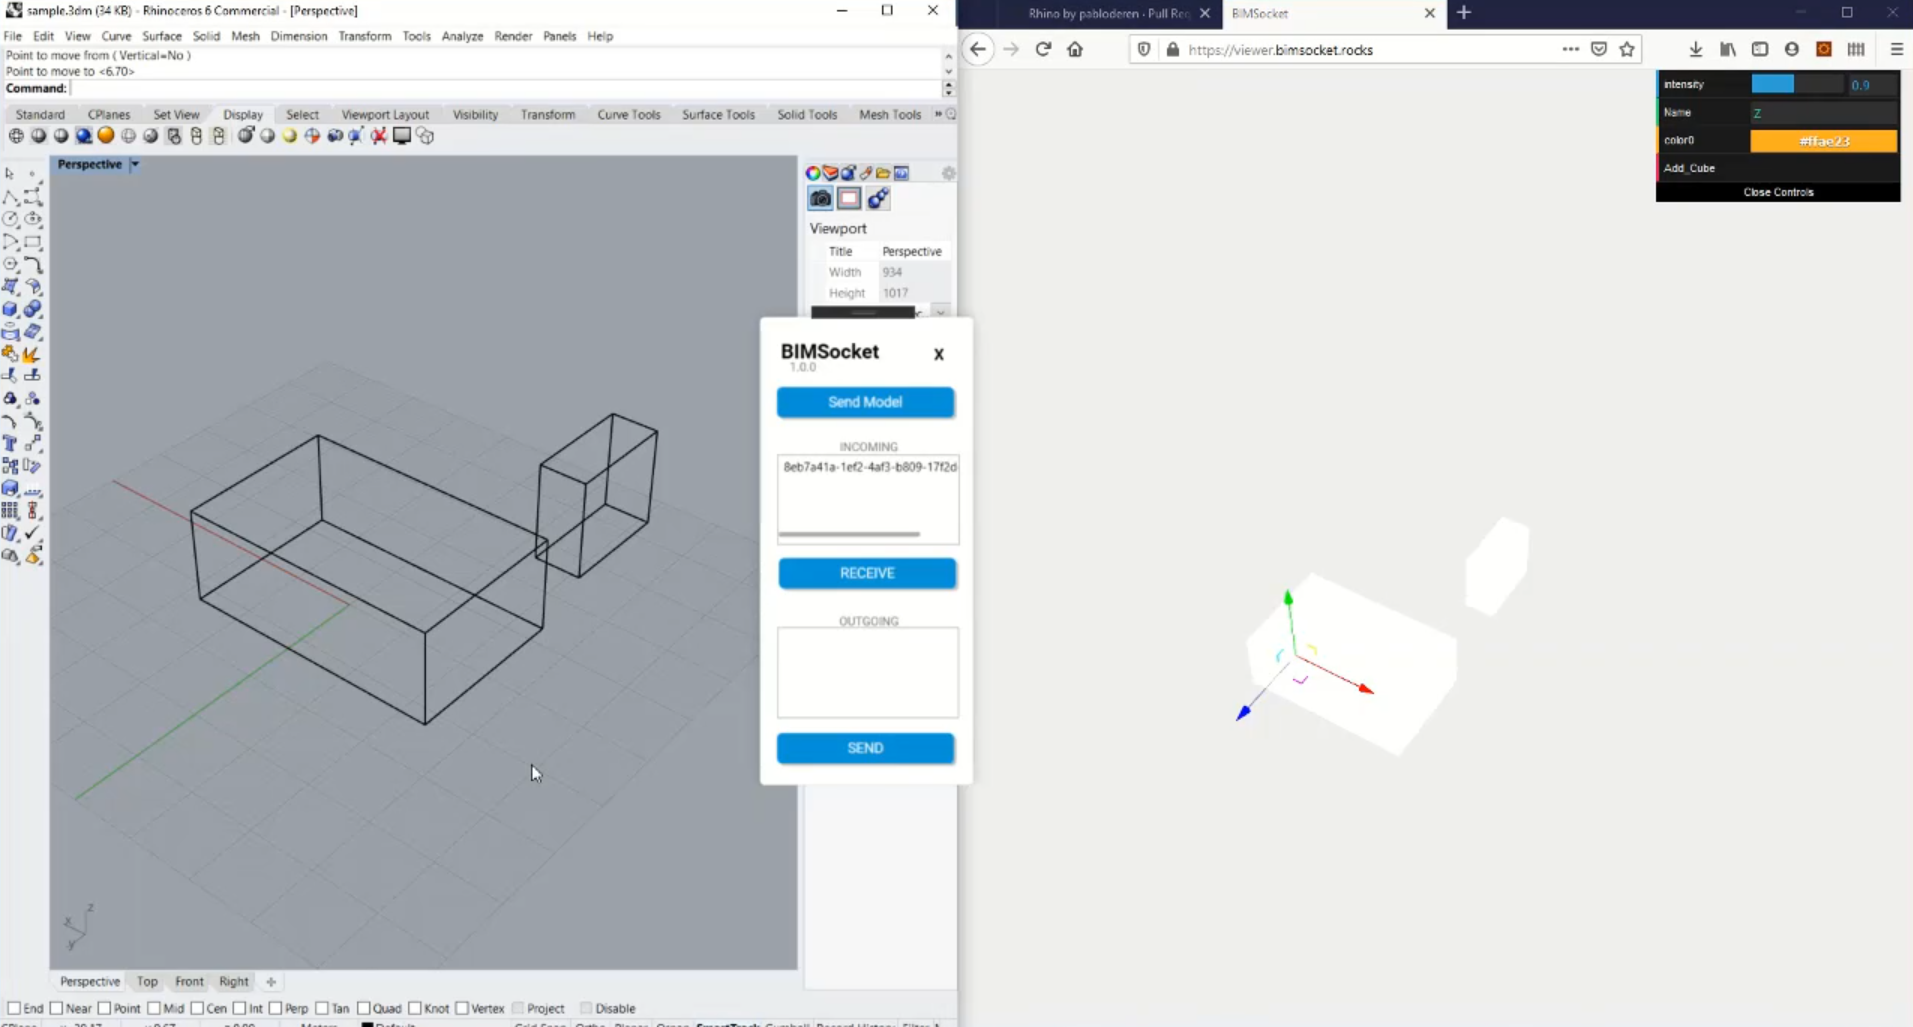 sample.3dm (34 KB) - Rhinoceros 6 Commercial - [Perspective]
File Edit View Curve Surface Solid Mesh Dimension Transform Tools Analyze Render Panels Help
Point to move from ( Vertical=No )
Point to move to <6.70>
Command:
Standard CPlanes Set View Display Select Viewport Layout Visibility Transform Curve Tools Surface Tools Solid Tools Mesh Tools »
Perspective
Viewport
Title Perspective
Width 934
Height 1017
BIMSocket X
1.0.0
Send Model
INCOMING
8eb7a41a-1ef2-4af3-b809-17f2d
RECEIVE
OUTGOING
SEND
z
x
y
Perspective Top Front Right
End Near Point Mid Cen Int Perp Tan Quad Knot Vertex Project Disable
Rhino by pabloderen · Pull Req
BIMSocket
https://viewer.bimsocket.rocks
intensity 0.9
Name Z
color0 #ffae23
Add_Cube
Close Controls